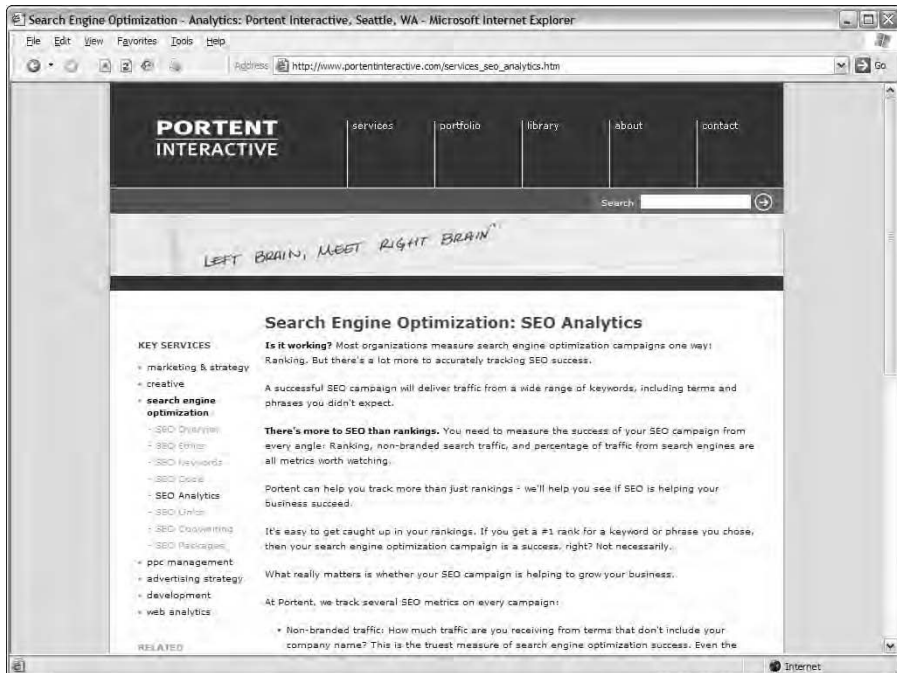 Search Engine Optimization - Analytics: Portent Interactive, Seattle, WA - Microsoft Internet Explorer
File Edit View Favorites Tools Help
Address http://www.portentinteractive.com/services_seo_analytics.htm Go
PORTENT
INTERACTIVE
services portfolio library about contact
Search
LEFT BRAIN, MEET RIGHT BRAIN
KEY SERVICES
• marketing & strategy
• creative
• search engine
optimization
- SEO Overview
- SEO Ethics
- SEO Keywords
- SEO Code
- SEO Analytics
- SEO Links
- SEO Copywriting
- SEO Packages
• ppc management
• advertising strategy
• development
• web analytics
RELATED
Search Engine Optimization: SEO Analytics
Is it working? Most organizations measure search engine optimization campaigns one way:
Ranking. But there's a lot more to accurately tracking SEO success.
A successful SEO campaign will deliver traffic from a wide range of keywords, including terms and
phrases you didn't expect.
There's more to SEO than rankings. You need to measure the success of your SEO campaign from
every angle: Ranking, non-branded search traffic, and percentage of traffic from search engines are
all metrics worth watching.
Portent can help you track more than just rankings - we'll help you see if SEO is helping your
business succeed.
It's easy to get caught up in your rankings. If you get a #1 rank for a keyword or phrase you chose,
then your search engine optimization campaign is a success, right? Not necessarily.
What really matters is whether your SEO campaign is helping to grow your business.
At Portent, we track several SEO metrics on every campaign:
• Non-branded traffic: How much traffic are you receiving from terms that don't include your
company name? This is the truest measure of search engine optimization success. Even the
Internet